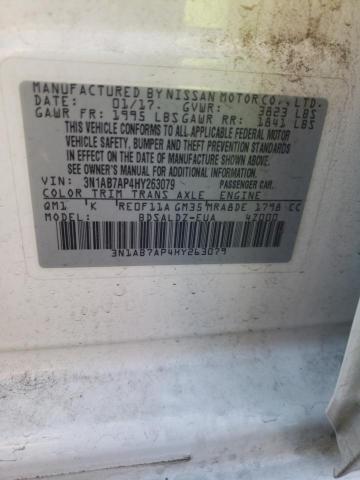 MANUFACTURED BY NISSAN MOTOR CO., LTD.
DATE: 01/17. GVWR: 3823 LBS
GAWR FR: 1995 LBS GAWR RR: 1841 LBS
THIS VEHICLE CONFORMS TO ALL APPLICABLE FEDERAL MOTOR
VEHICLE SAFETY, BUMPER AND THEFT PREVENTION STANDARDS
IN EFFECT ON THE DATE OF MANUFACTURE SHOWN ABOVE.
VIN: 3N1AB7AP4HY263079 PASSENGER CAR.
COLOR TRIM TRANS AXLE ENGINE
QM1 'K RE0F11A GM35 MRA8DE 1798 CC
MODEL: BDSALDZ-EUA 4Z000
3N1AB7AP4HY263079
SEE OWNER'S MANUAL FOR
ADDITIONAL INFORMATION